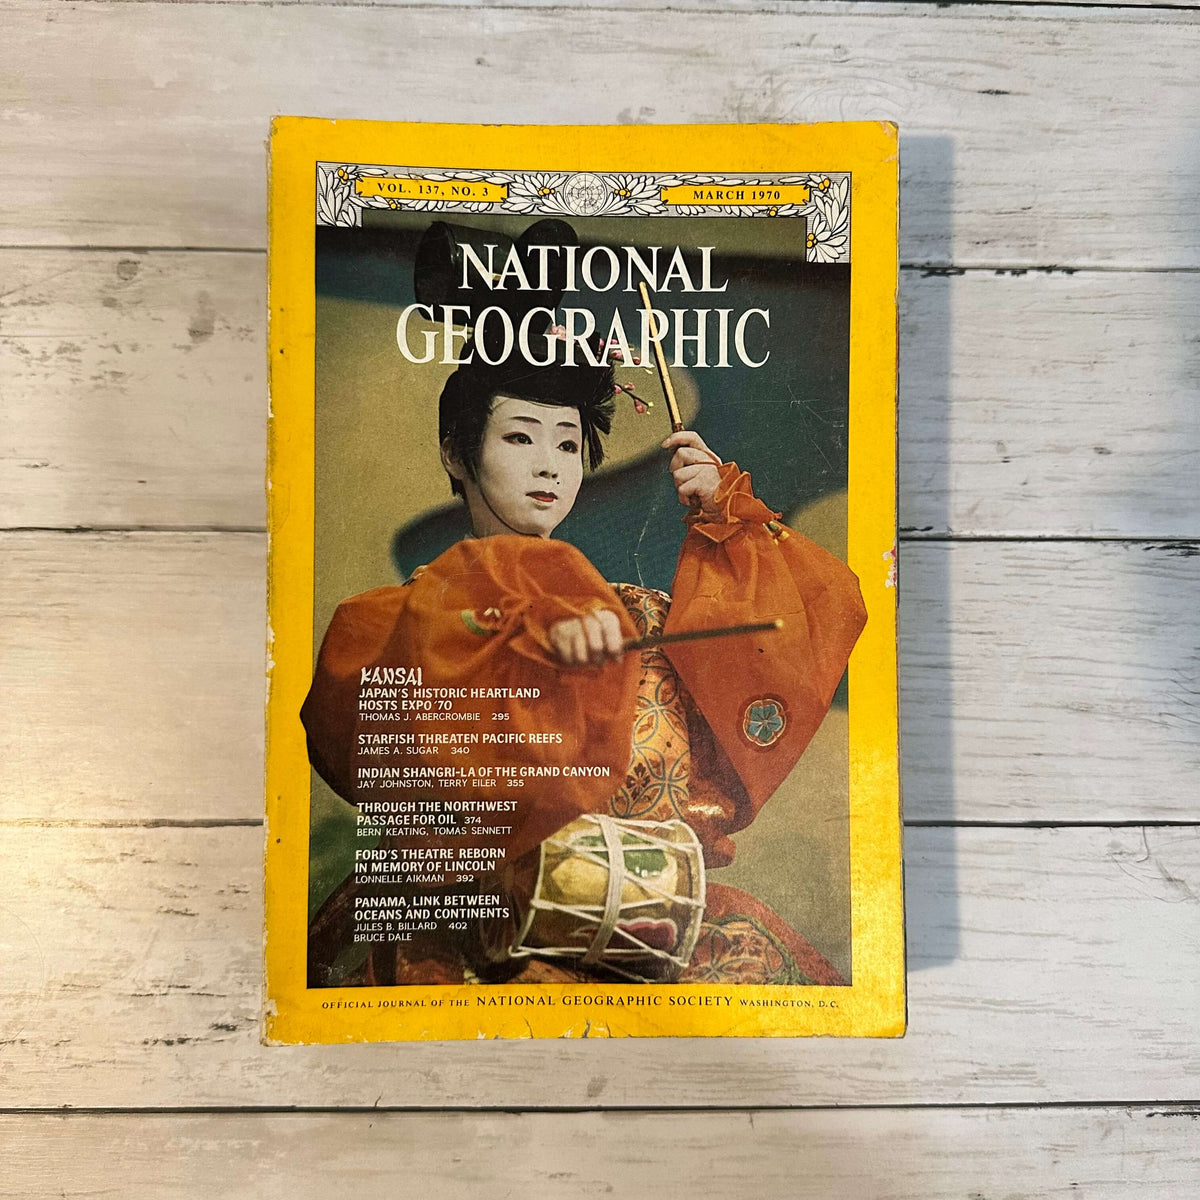 VOL. 137, NO. 3
MARCH 1970
NATIONAL
GEOGRAPHIC
KANSAI
JAPAN'S HISTORIC HEARTLAND
HOSTS EXPO '70
THOMAS J. ABERCROMBIE 295
STARFISH THREATEN PACIFIC REEFS
JAMES A. SUGAR 340
INDIAN SHANGRI-LA OF THE GRAND CANYON
JAY JOHNSTON, TERRY EILER 355
THROUGH THE NORTHWEST
PASSAGE FOR OIL 374
BERN KEATING, TOMAS SENNETT
FORD'S THEATRE REBORN
IN MEMORY OF LINCOLN
LONNELLE AIKMAN 392
PANAMA, LINK BETWEEN
OCEANS AND CONTINENTS
JULES B. BILLARD 402
BRUCE DALE
OFFICIAL JOURNAL OF THE NATIONAL GEOGRAPHIC SOCIETY WASHINGTON, D.C.